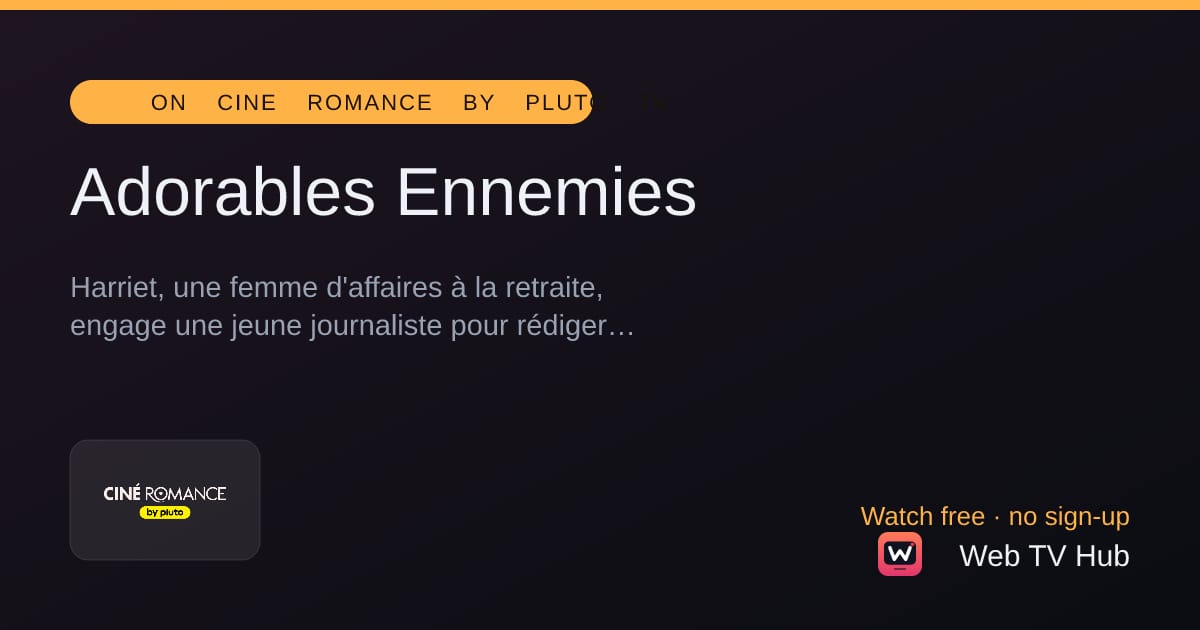 ON CINE ROMANCE BY PLUTO TV
Adorables Ennemies
Harriet, une femme d'affaires à la retraite,
engage une jeune journaliste pour rédiger…
CINÉ ROMANCE
by pluto
Watch free · no sign-up
W
Web TV Hub